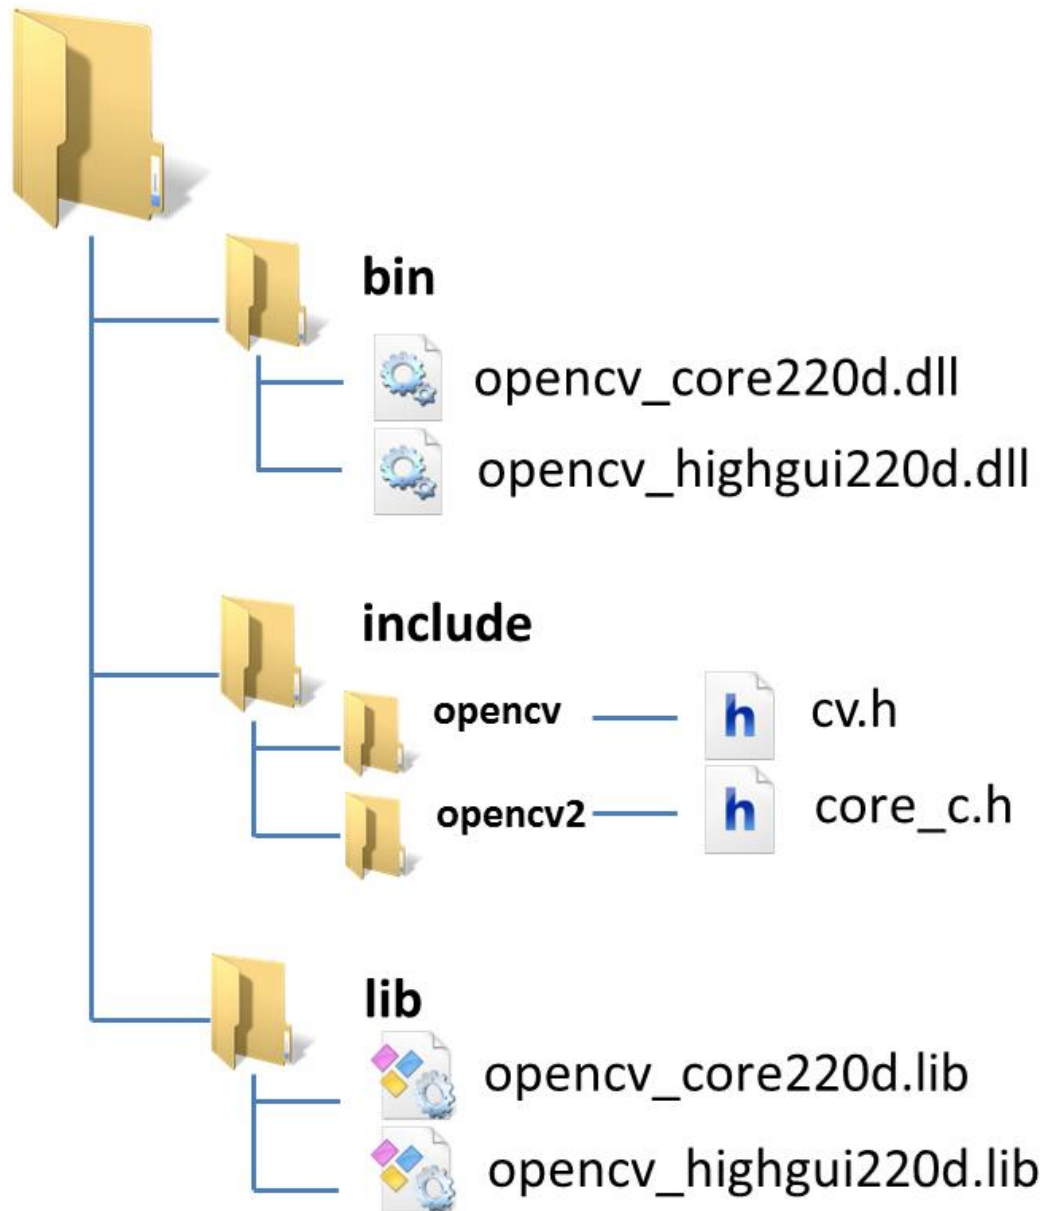 bin
opencv_core220d.dll
opencv_highgui220d.dll
include
opencv
h
cv.h
opencv2
h
core_c.h
lib
opencv_core220d.lib
opencv_highgui220d.lib